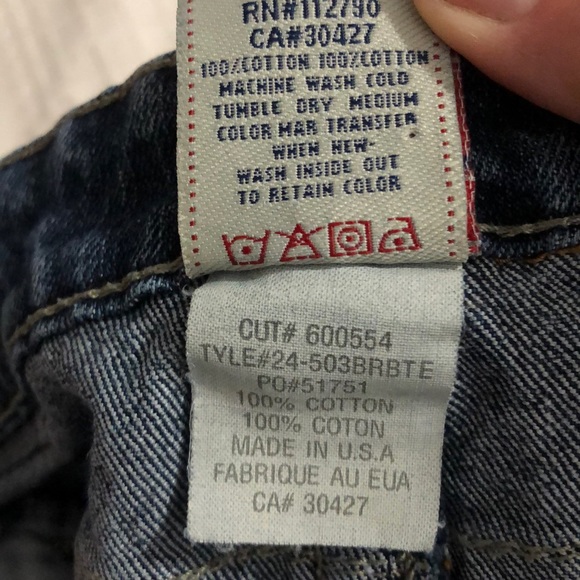 RN#112790
CA#30427
100%COTTON 100%COTTON
MACHINE WASH COLD
TUMBLE DRY MEDIUM
COLOR MAR TRANSFER
WHEN NEW-
WASH INSIDE OUT
TO RETAIN COLOR
CUT# 600554
TYLE#24-503BRBTE
PO#51751
100% COTTON
100% COTON
MADE IN U.S.A
FABRIQUE AU EUA
CA# 30427